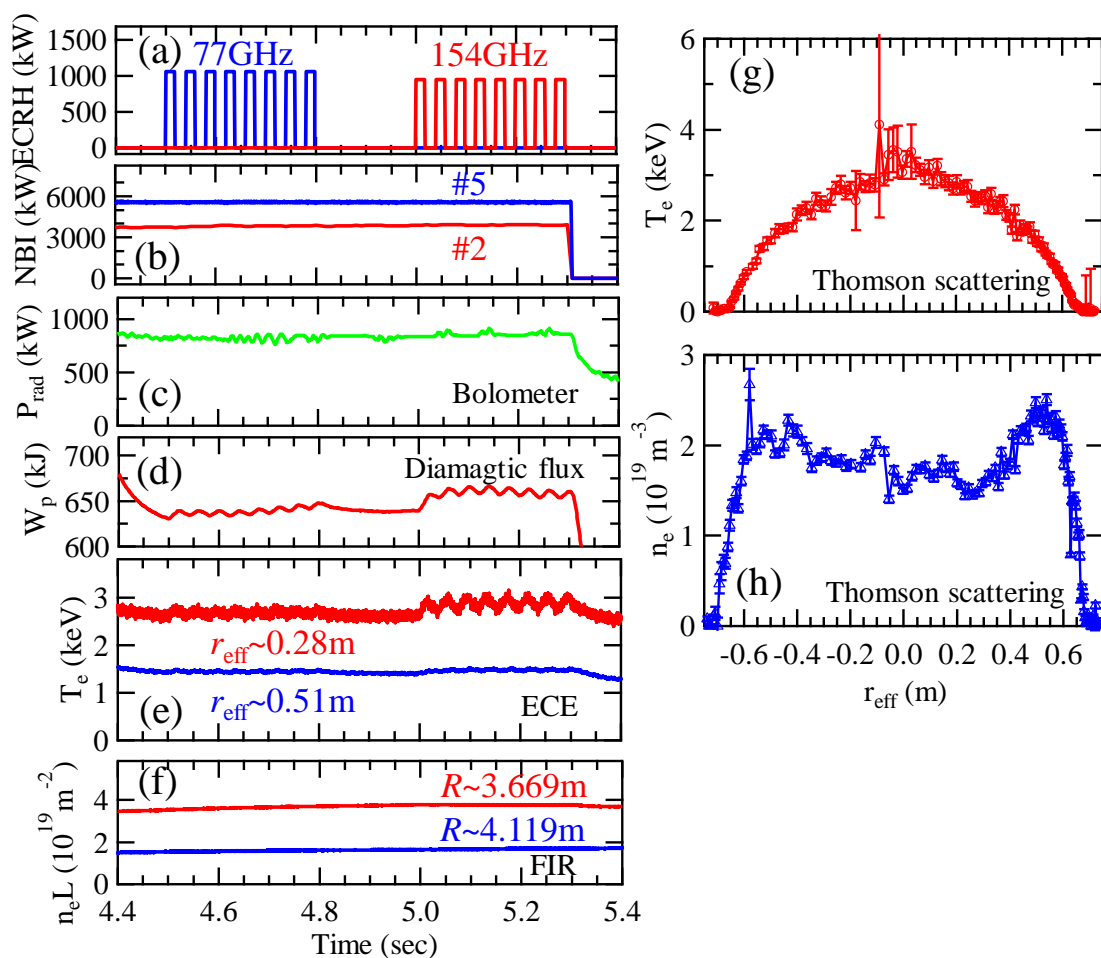 (a)
77GHz
154GHz
ECRH (kW)
1500
1000
500
0
(b)
#5
#2
NBI (kW)
6000
3000
0
(c)
Bolometer
P_rad (kW)
1000
500
0
(d)
Diamagtic flux
W_p (kJ)
700
650
600
(e)
r_eff~0.28m
r_eff~0.51m
ECE
T_e (keV)
3
2
1
0
(f)
R~3.669m
R~4.119m
FIR
n_eL (10^19 m^-2)
4
2
0
4.4 4.6 4.8 5.0 5.2 5.4
Time (sec)
(g)
Thomson scattering
T_e (keV)
6
4
2
0
(h)
Thomson scattering
n_e (10^19 m^-3)
3
2
1
0
-0.6 -0.4 -0.2 0.0 0.2 0.4 0.6
r_eff (m)